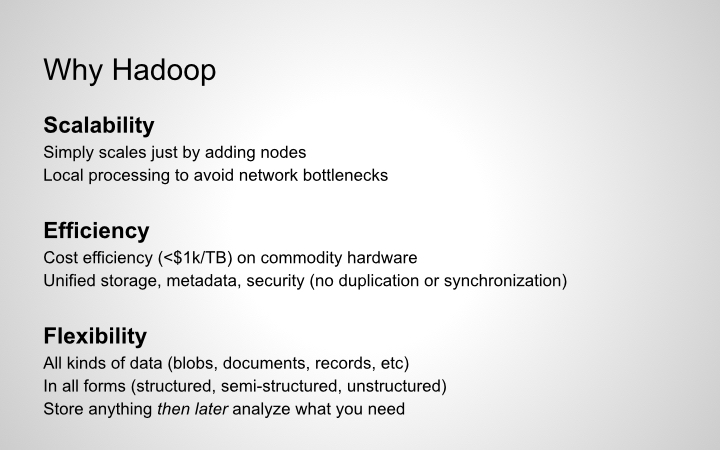 Why Hadoop
Scalability
Simply scales just by adding nodes
Local processing to avoid network bottlenecks
Efficiency
Cost efficiency (<$1k/TB) on commodity hardware
Unified storage, metadata, security (no duplication or synchronization)
Flexibility
All kinds of data (blobs, documents, records, etc)
In all forms (structured, semi-structured, unstructured)
Store anything then later analyze what you need